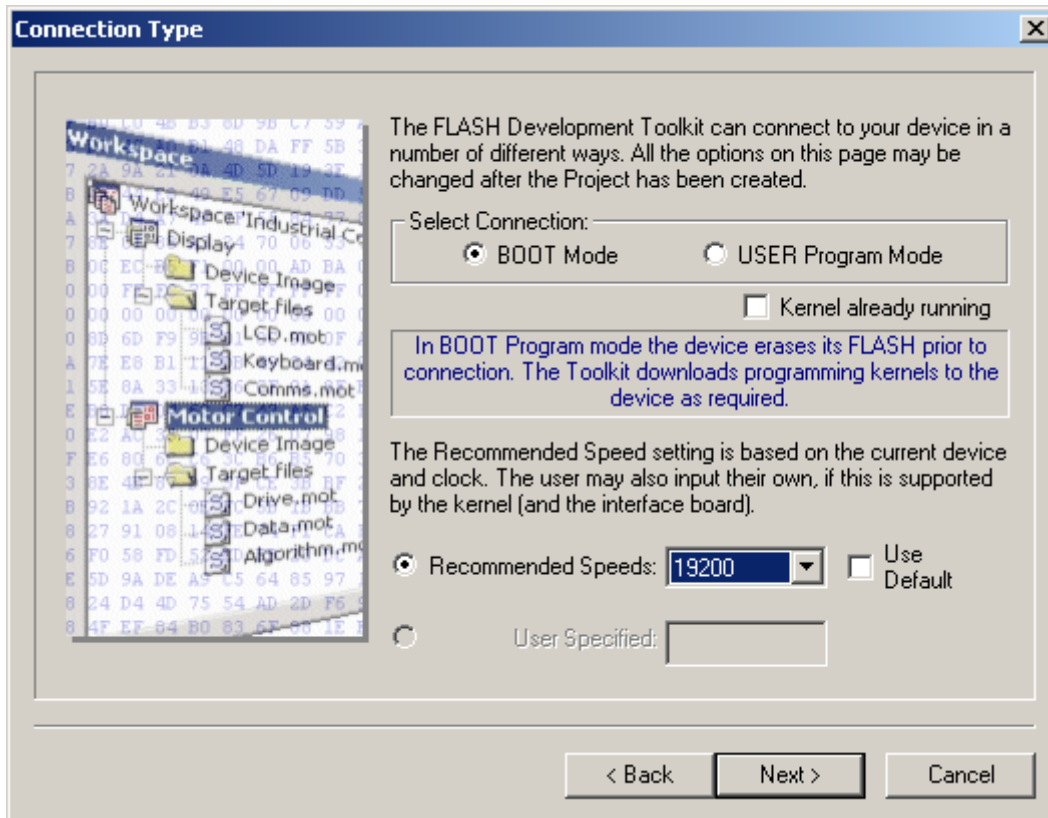 Connection Type
Workspace
Workspace 'Industrial Co
Display
Device Image
Target files
LCD.mot
Keyboard.m
Comms.mot
Motor Control
Device Image
Target files
Drive.mot
Data.mot
Algorithm.mo
The FLASH Development Toolkit can connect to your device in a
number of different ways. All the options on this page may be
changed after the Project has been created.
Select Connection:
BOOT Mode
USER Program Mode
Kernel already running
In BOOT Program mode the device erases its FLASH prior to
connection. The Toolkit downloads programming kernels to the
device as required.
The Recommended Speed setting is based on the current device
and clock. The user may also input their own, if this is supported
by the kernel (and the interface board).
Recommended Speeds: 19200
Use
Default
User Specified:
< Back
Next >
Cancel